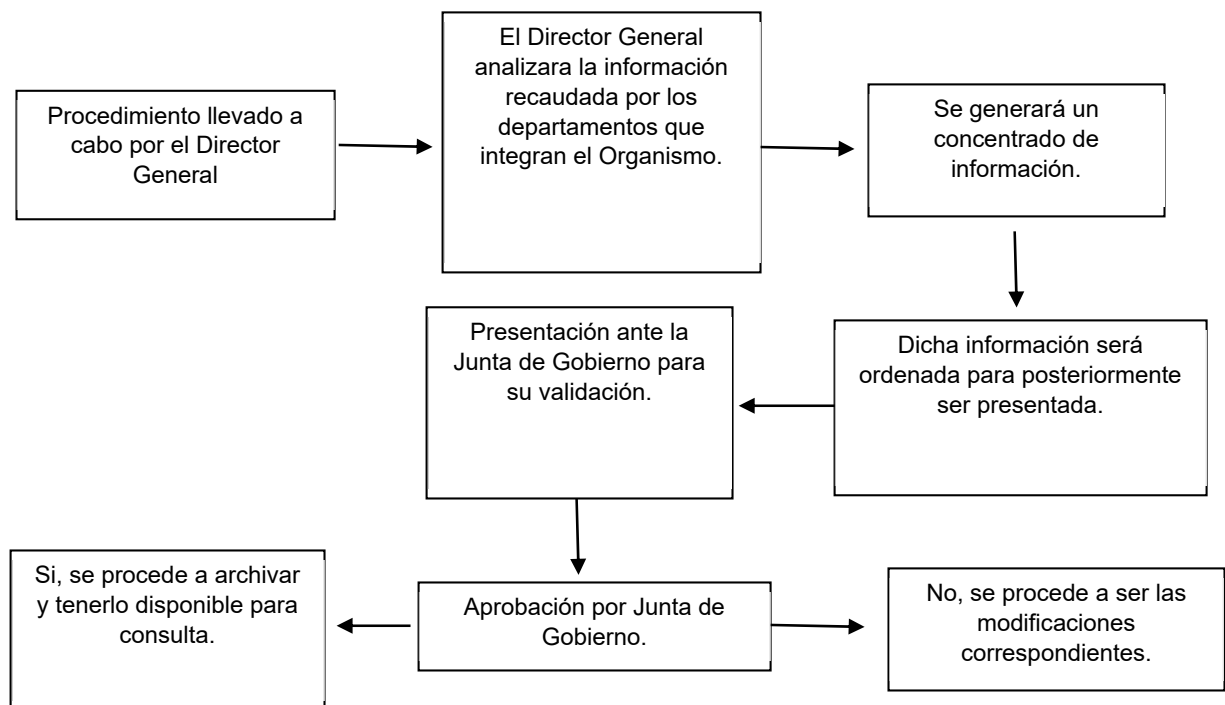 Procedimiento llevado a
cabo por el Director
General
El Director General
analizara la información
recaudada por los
departamentos que
integran el Organismo.
Se generará un
concentrado de
información.
Dicha información será
ordenada para posteriormente
ser presentada.
Presentación ante la
Junta de Gobierno para
su validación.
Aprobación por Junta de
Gobierno.
Si, se procede a archivar
y tenerlo disponible para
consulta.
No, se procede a ser las
modificaciones
correspondientes.